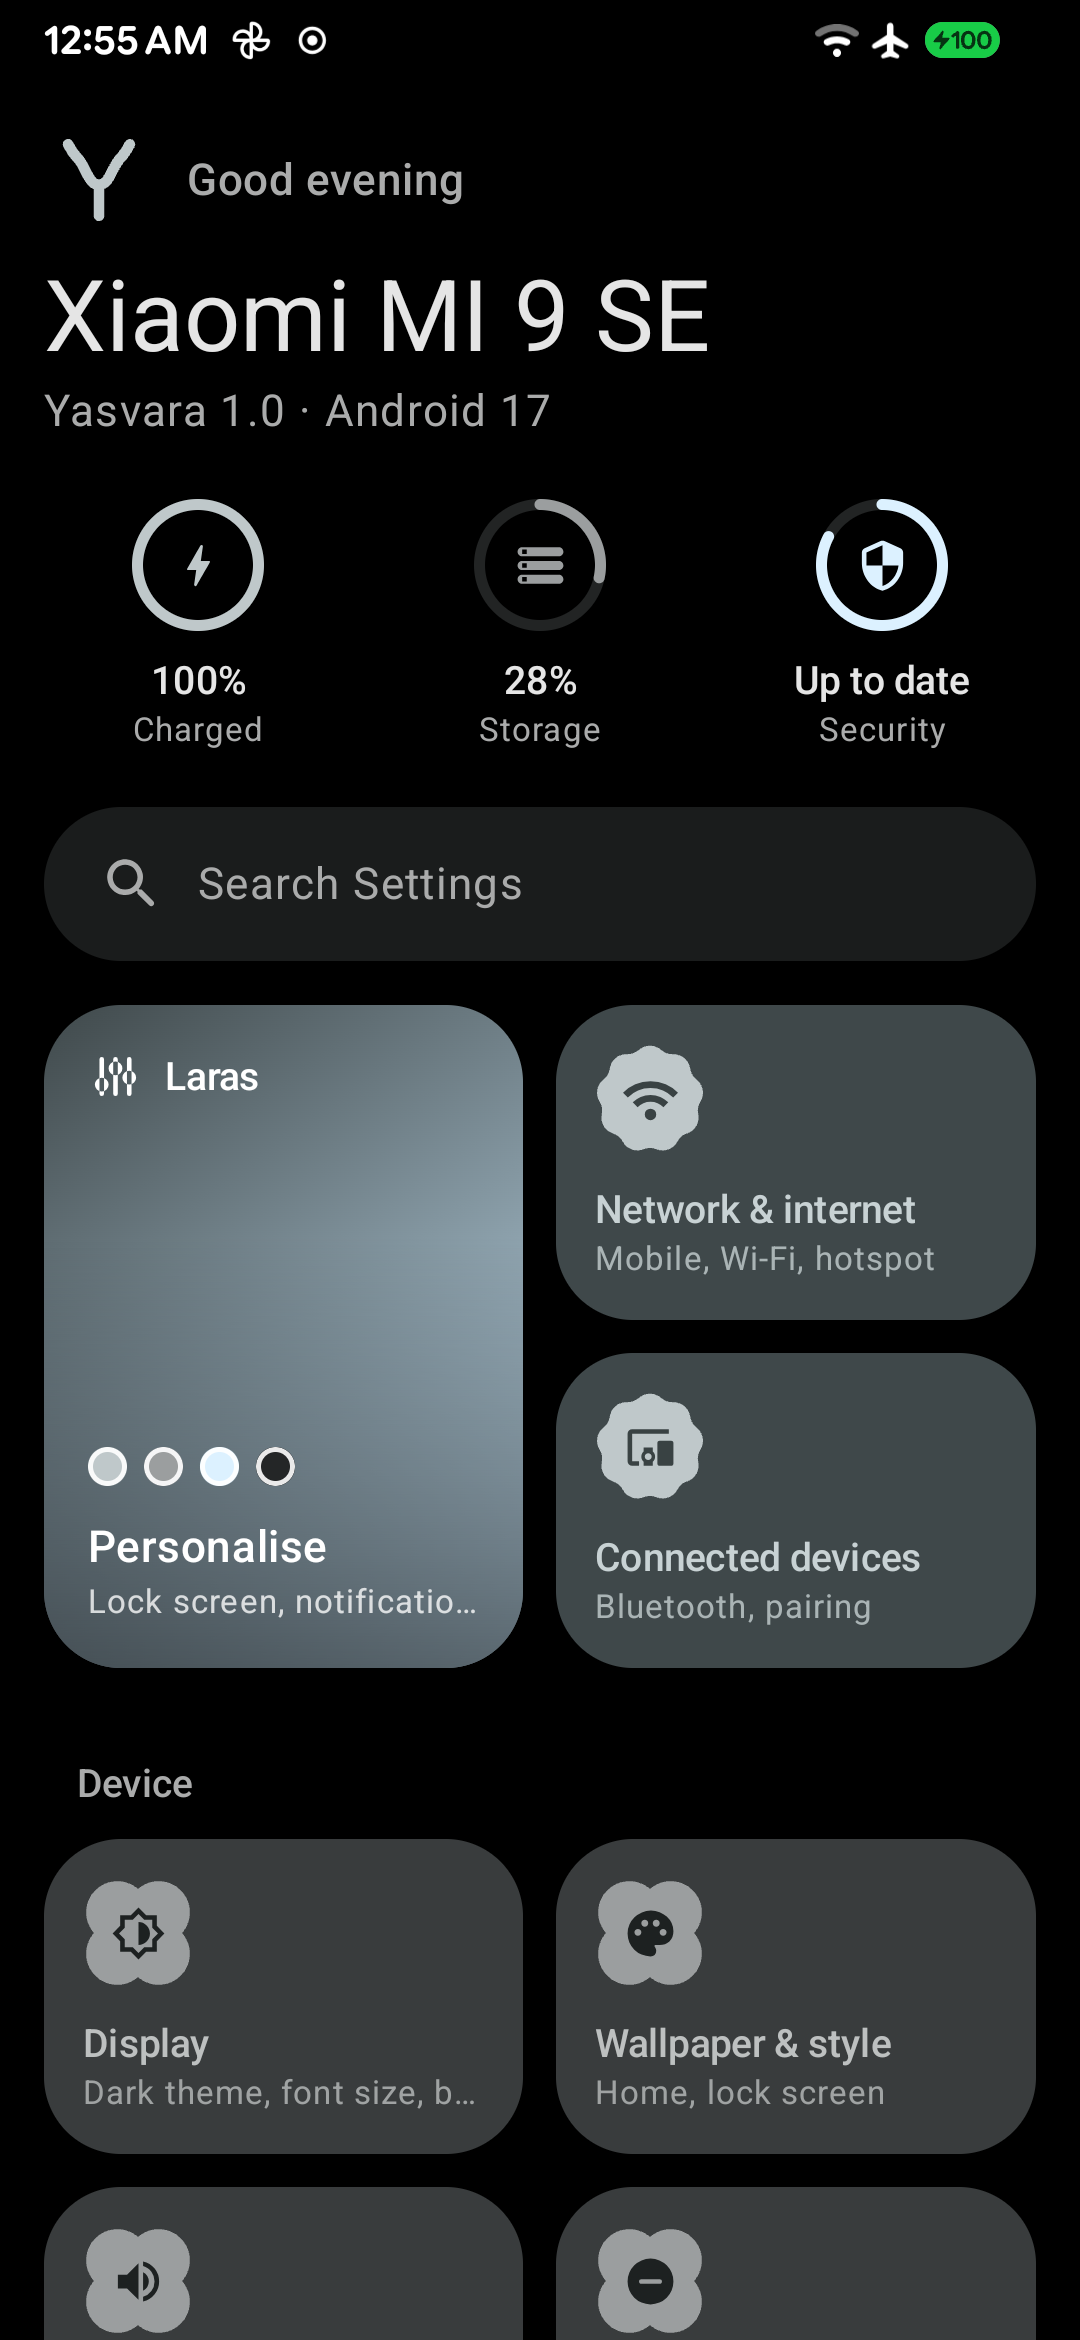 12:55 AM
100
Good evening
Xiaomi MI 9 SE
Yasvara 1.0 · Android 17
100%
Charged
28%
Storage
Up to date
Security
Search Settings
Laras
Personalise
Lock screen, notificatio...
Network & internet
Mobile, Wi-Fi, hotspot
Connected devices
Bluetooth, pairing
Device
Display
Dark theme, font size, b...
Wallpaper & style
Home, lock screen